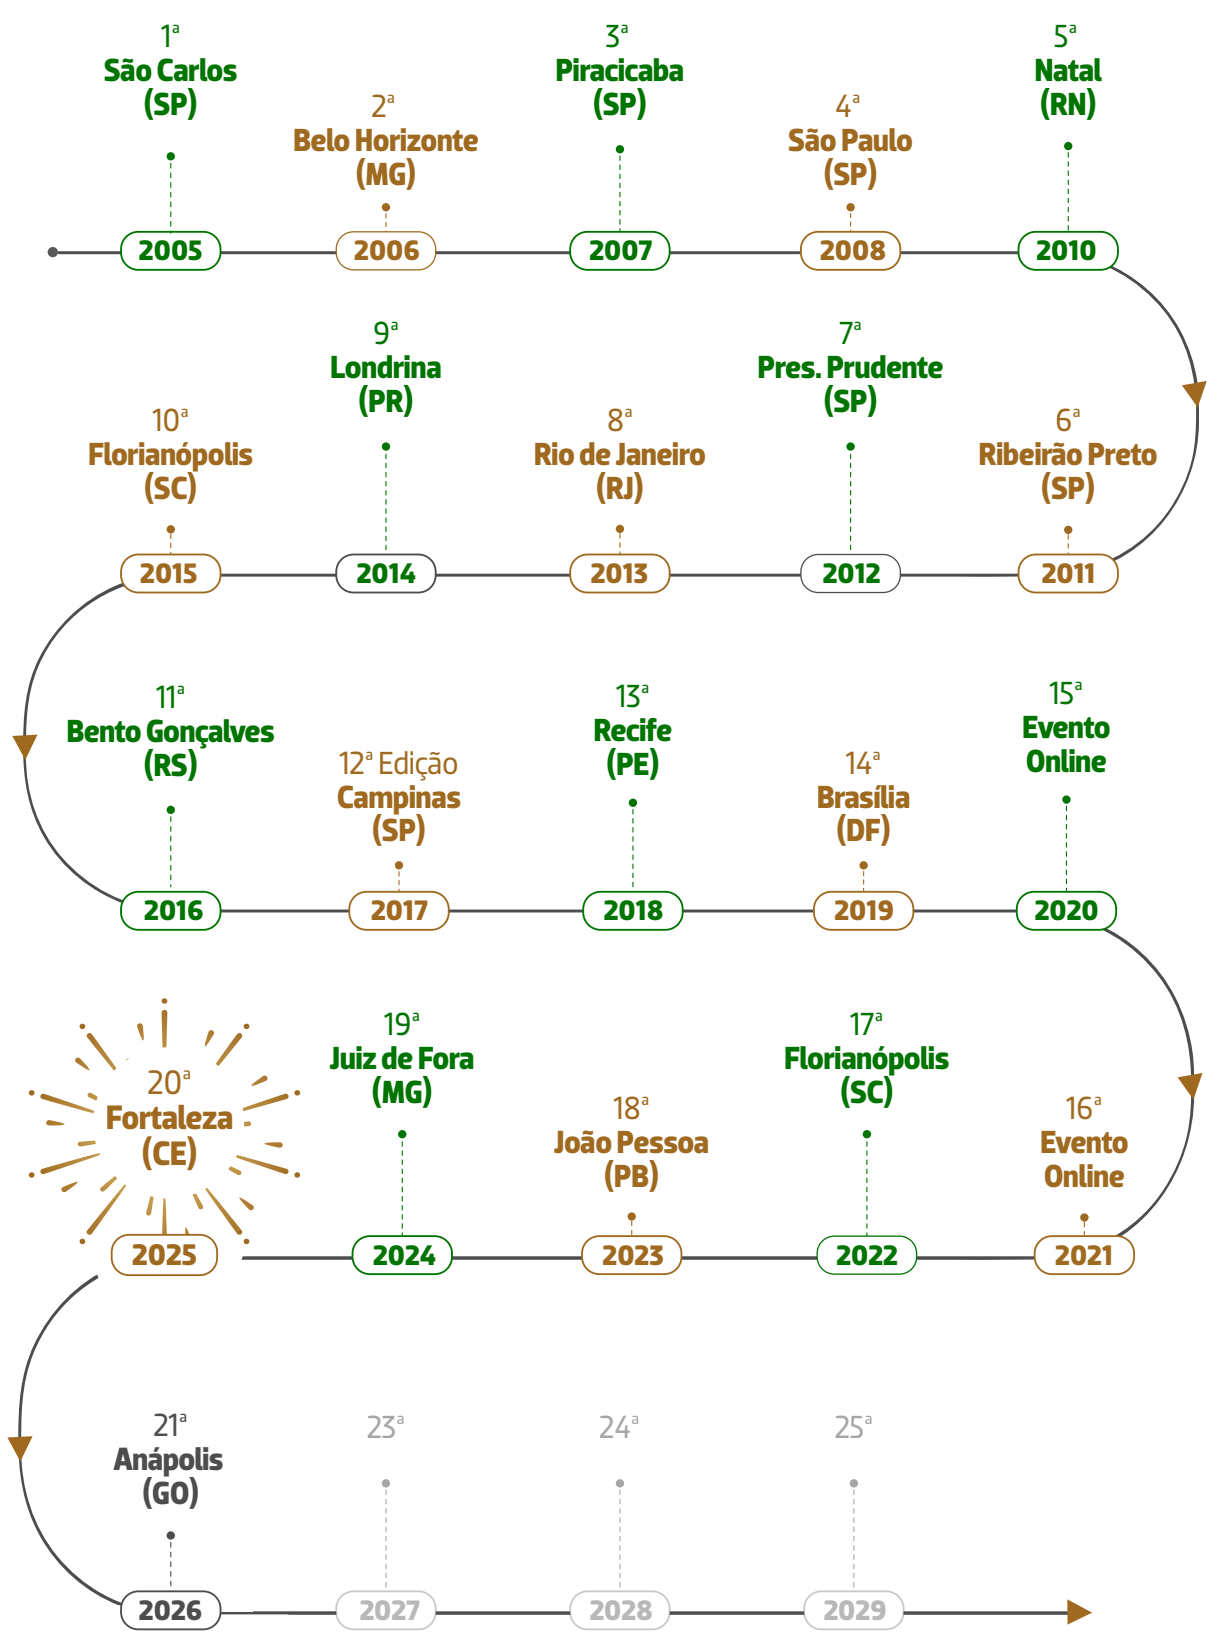 1ª
São Carlos
(SP)
2005
2ª
Belo Horizonte
(MG)
2006
3ª
Piracicaba
(SP)
2007
4ª
São Paulo
(SP)
2008
5ª
Natal
(RN)
2010
6ª
Ribeirão Preto
(SP)
2011
7ª
Pres. Prudente
(SP)
2012
8ª
Rio de Janeiro
(RJ)
2013
9ª
Londrina
(PR)
2014
10ª
Florianópolis
(SC)
2015
11ª
Bento Gonçalves
(RS)
2016
12ª Edição
Campinas
(SP)
2017
13ª
Recife
(PE)
2018
14ª
Brasília
(DF)
2019
15ª
Evento
Online
2020
16ª
Evento
Online
2021
17ª
Florianópolis
(SC)
2022
18ª
João Pessoa
(PB)
2023
19ª
Juiz de Fora
(MG)
2024
20ª
Fortaleza
(CE)
2025
21ª
Anápolis
(GO)
2026
23ª
2027
24ª
2028
25ª
2029